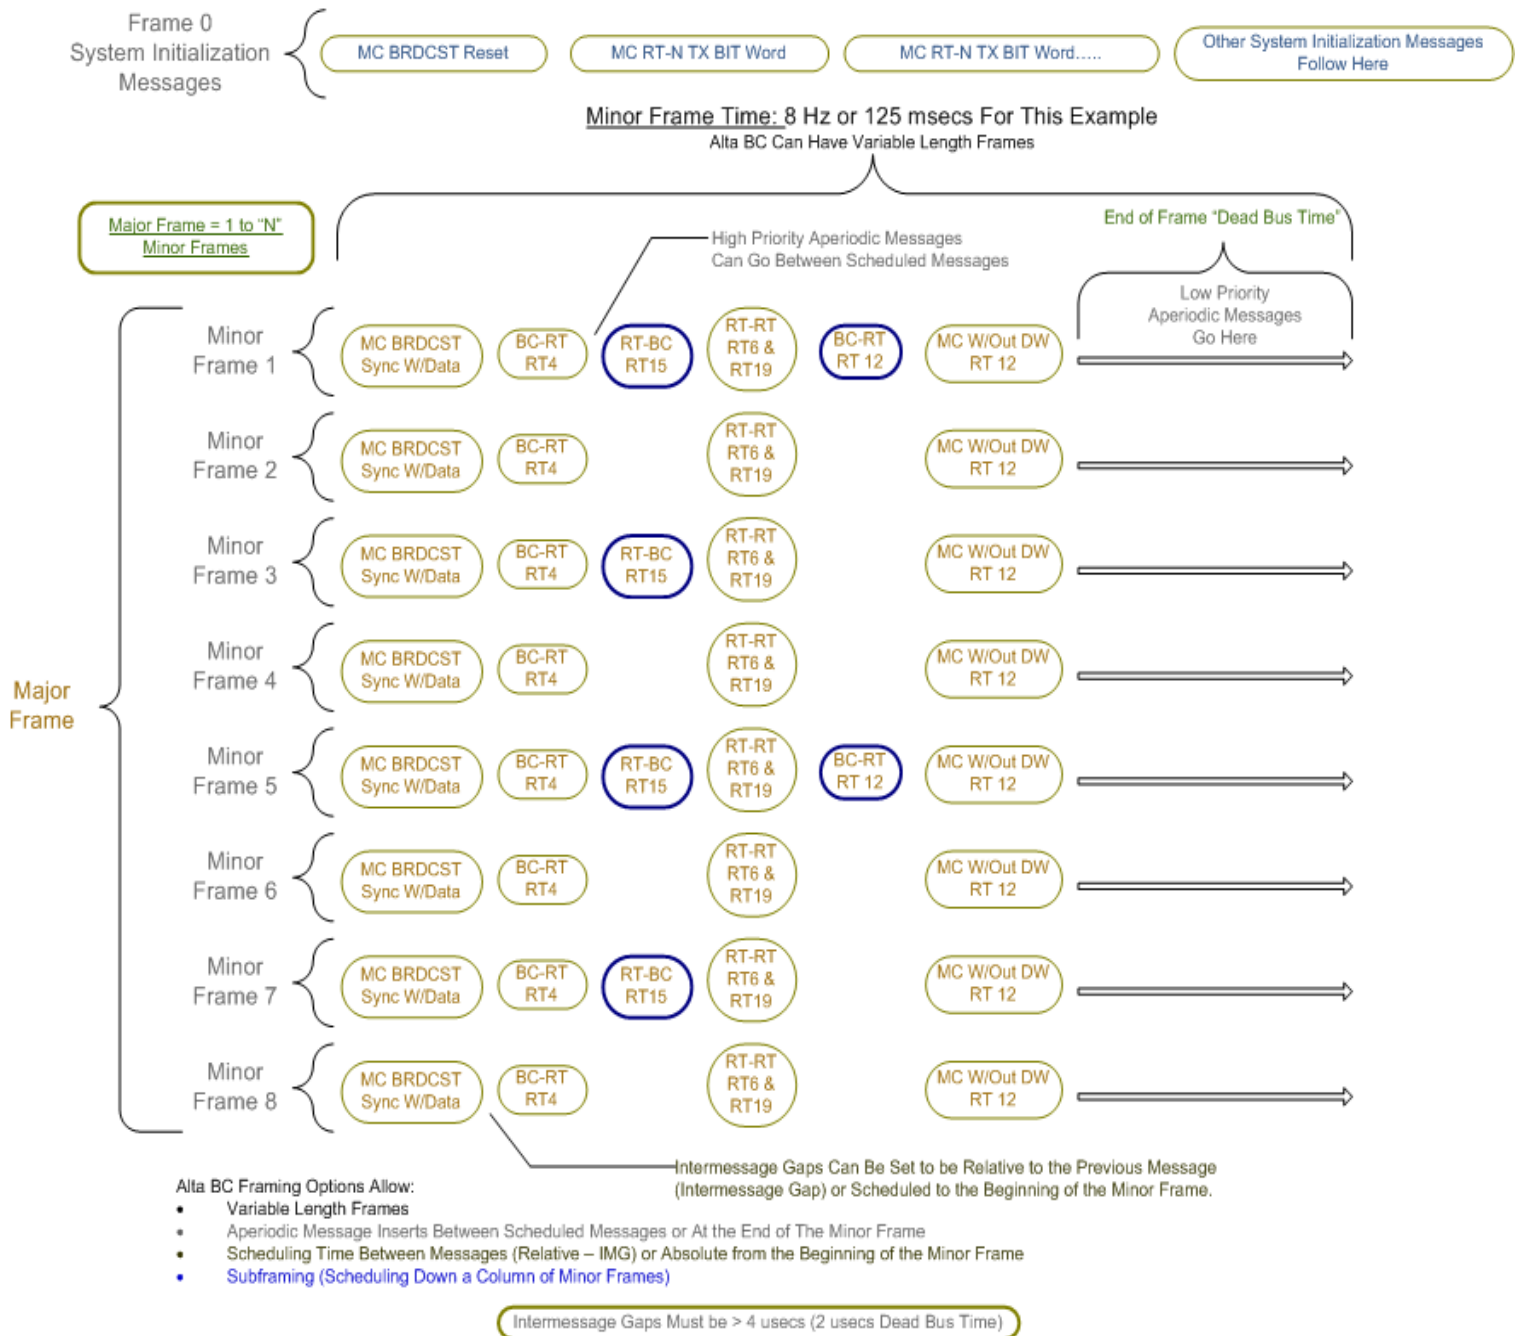 Frame 0
System Initialization
Messages
MC BRDCST Reset
MC RT-N TX BIT Word
MC RT-N TX BIT Word.....
Other System Initialization Messages
Follow Here
Minor Frame Time: 8 Hz or 125 msecs For This Example
Alta BC Can Have Variable Length Frames
Major Frame = 1 to “N”
Minor Frames
High Priority Aperiodic Messages
Can Go Between Scheduled Messages
End of Frame “Dead Bus Time”
Low Priority
Aperiodic Messages
Go Here
Major
Frame
Minor
Frame 1
MC BRDCST
Sync W/Data
BC-RT
RT4
RT-BC
RT15
RT-RT
RT6 &
RT19
BC-RT
RT 12
MC W/Out DW
RT 12
Minor
Frame 2
MC BRDCST
Sync W/Data
BC-RT
RT4
RT-RT
RT6 &
RT19
MC W/Out DW
RT 12
Minor
Frame 3
MC BRDCST
Sync W/Data
BC-RT
RT4
RT-BC
RT15
RT-RT
RT6 &
RT19
MC W/Out DW
RT 12
Minor
Frame 4
MC BRDCST
Sync W/Data
BC-RT
RT4
RT-RT
RT6 &
RT19
MC W/Out DW
RT 12
Minor
Frame 5
MC BRDCST
Sync W/Data
BC-RT
RT4
RT-BC
RT15
RT-RT
RT6 &
RT19
BC-RT
RT 12
MC W/Out DW
RT 12
Minor
Frame 6
MC BRDCST
Sync W/Data
BC-RT
RT4
RT-RT
RT6 &
RT19
MC W/Out DW
RT 12
Minor
Frame 7
MC BRDCST
Sync W/Data
BC-RT
RT4
RT-BC
RT15
RT-RT
RT6 &
RT19
MC W/Out DW
RT 12
Minor
Frame 8
MC BRDCST
Sync W/Data
BC-RT
RT4
RT-RT
RT6 &
RT19
MC W/Out DW
RT 12
Intermessage Gaps Can Be Set to be Relative to the Previous Message
(Intermessage Gap) or Scheduled to the Beginning of the Minor Frame.
Alta BC Framing Options Allow:
• Variable Length Frames
• Aperiodic Message Inserts Between Scheduled Messages or At the End of The Minor Frame
• Scheduling Time Between Messages (Relative – IMG) or Absolute from the Beginning of the Minor Frame
• Subframing (Scheduling Down a Column of Minor Frames)
Intermessage Gaps Must be > 4 usecs (2 usecs Dead Bus Time)